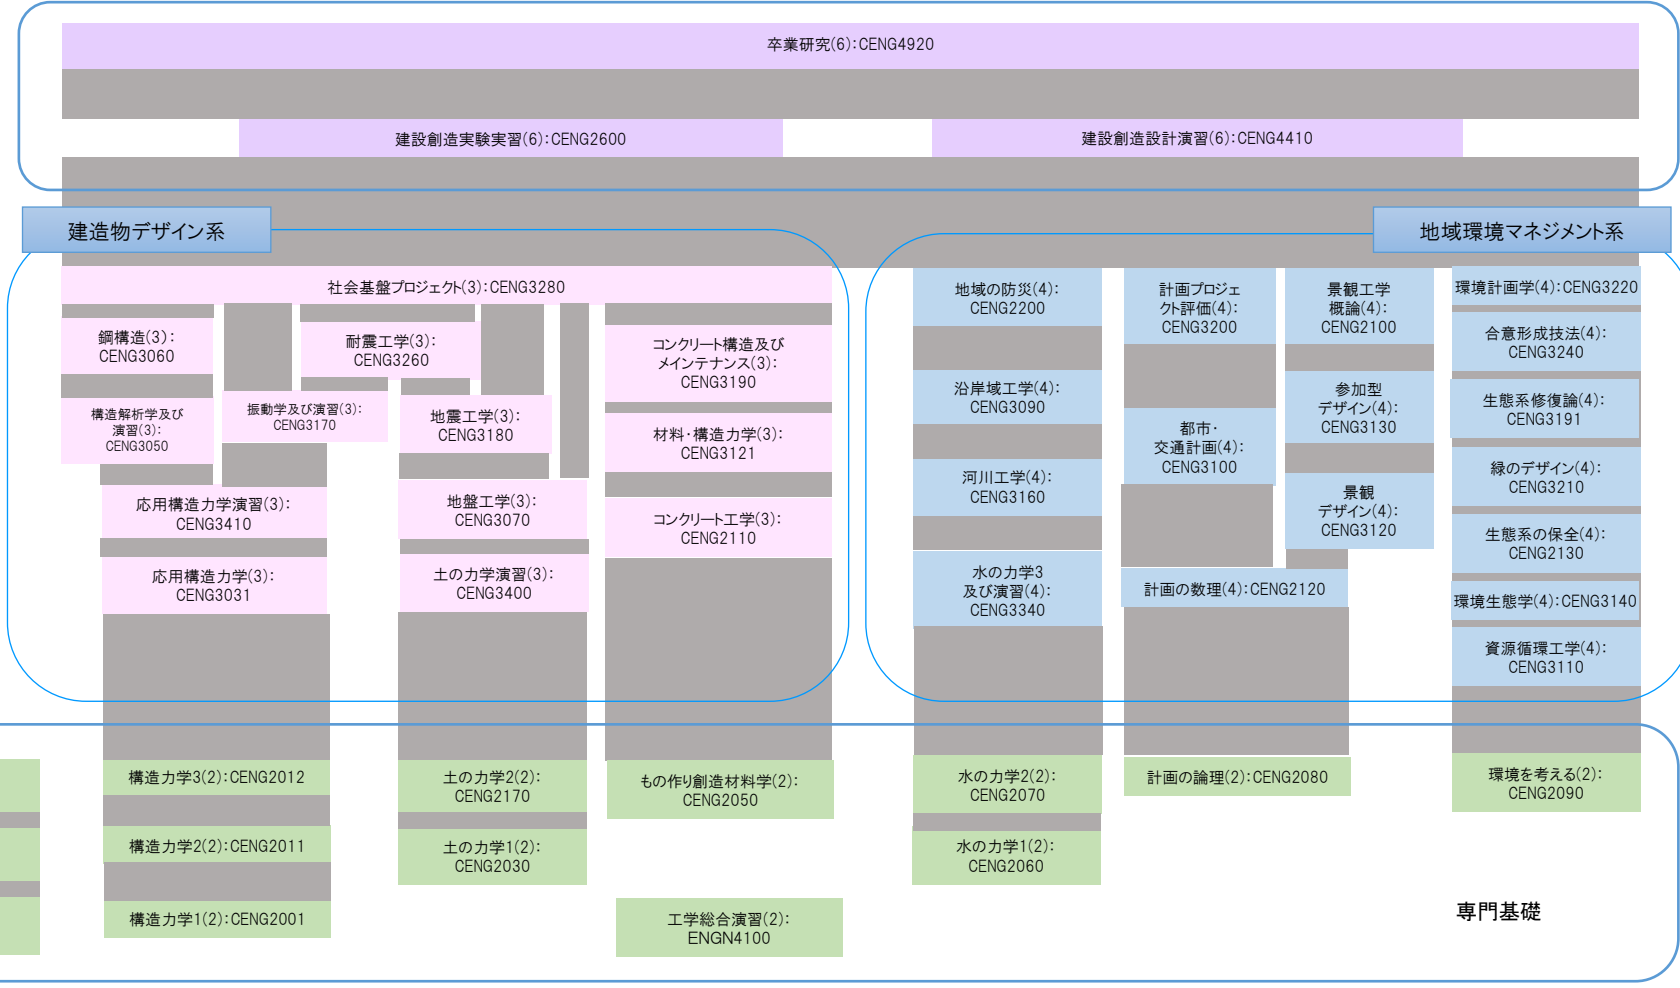 卒業研究(6):CENG4920
建設創造実験実習(6):CENG2600
建設創造設計演習(6):CENG4410
建造物デザイン系
地域環境マネジメント系
社会基盤プロジェクト(3):CENG3280
鋼構造(3):
CENG3060
耐震工学(3):
CENG3260
コンクリート構造及び
メインテナンス(3):
CENG3190
構造解析学及び
演習(3):
CENG3050
振動学及び演習(3):
CENG3170
地震工学(3):
CENG3180
材料・構造力学(3):
CENG3121
応用構造力学演習(3):
CENG3410
地盤工学(3):
CENG3070
コンクリート工学(3):
CENG2110
応用構造力学(3):
CENG3031
土の力学演習(3):
CENG3400
地域の防災(4):
CENG2200
計画プロジェ
クト評価(4):
CENG3200
景観工学
概論(4):
CENG2100
環境計画学(4):CENG3220
合意形成技法(4):
CENG3240
沿岸域工学(4):
CENG3090
参加型
デザイン(4):
CENG3130
生態系修復論(4):
CENG3191
都市・
交通計画(4):
CENG3100
河川工学(4):
CENG3160
景観
デザイン(4):
CENG3120
緑のデザイン(4):
CENG3210
生態系の保全(4):
CENG2130
水の力学3
及び演習(4):
CENG3340
計画の数理(4):CENG2120
環境生態学(4):CENG3140
資源循環工学(4):
CENG3110
構造力学3(2):CENG2012
土の力学2(2):
CENG2170
もの作り創造材料学(2):
CENG2050
水の力学2(2):
CENG2070
計画の論理(2):CENG2080
環境を考える(2):
CENG2090
構造力学2(2):CENG2011
土の力学1(2):
CENG2030
水の力学1(2):
CENG2060
構造力学1(2):CENG2001
工学総合演習(2):
ENGN4100
専門基礎